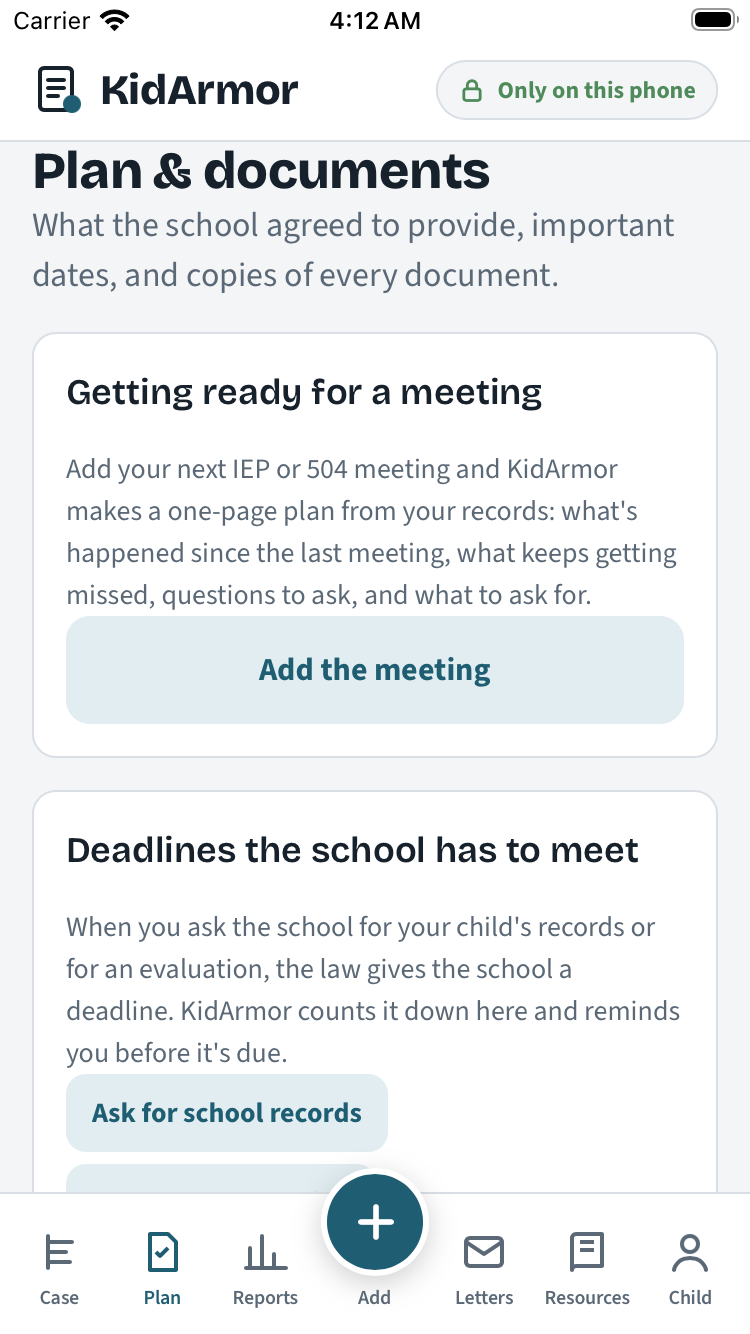 Carrier 4:12 AM
KidArmor Only on this phone
Plan & documents
What the school agreed to provide, important
dates, and copies of every document.
Getting ready for a meeting
Add your next IEP or 504 meeting and KidArmor
makes a one-page plan from your records: what's
happened since the last meeting, what keeps getting
missed, questions to ask, and what to ask for.
Add the meeting
Deadlines the school has to meet
When you ask the school for your child's records or
for an evaluation, the law gives the school a
deadline. KidArmor counts it down here and reminds
you before it's due.
Ask for school records
Case Plan Reports Add Letters Resources Child